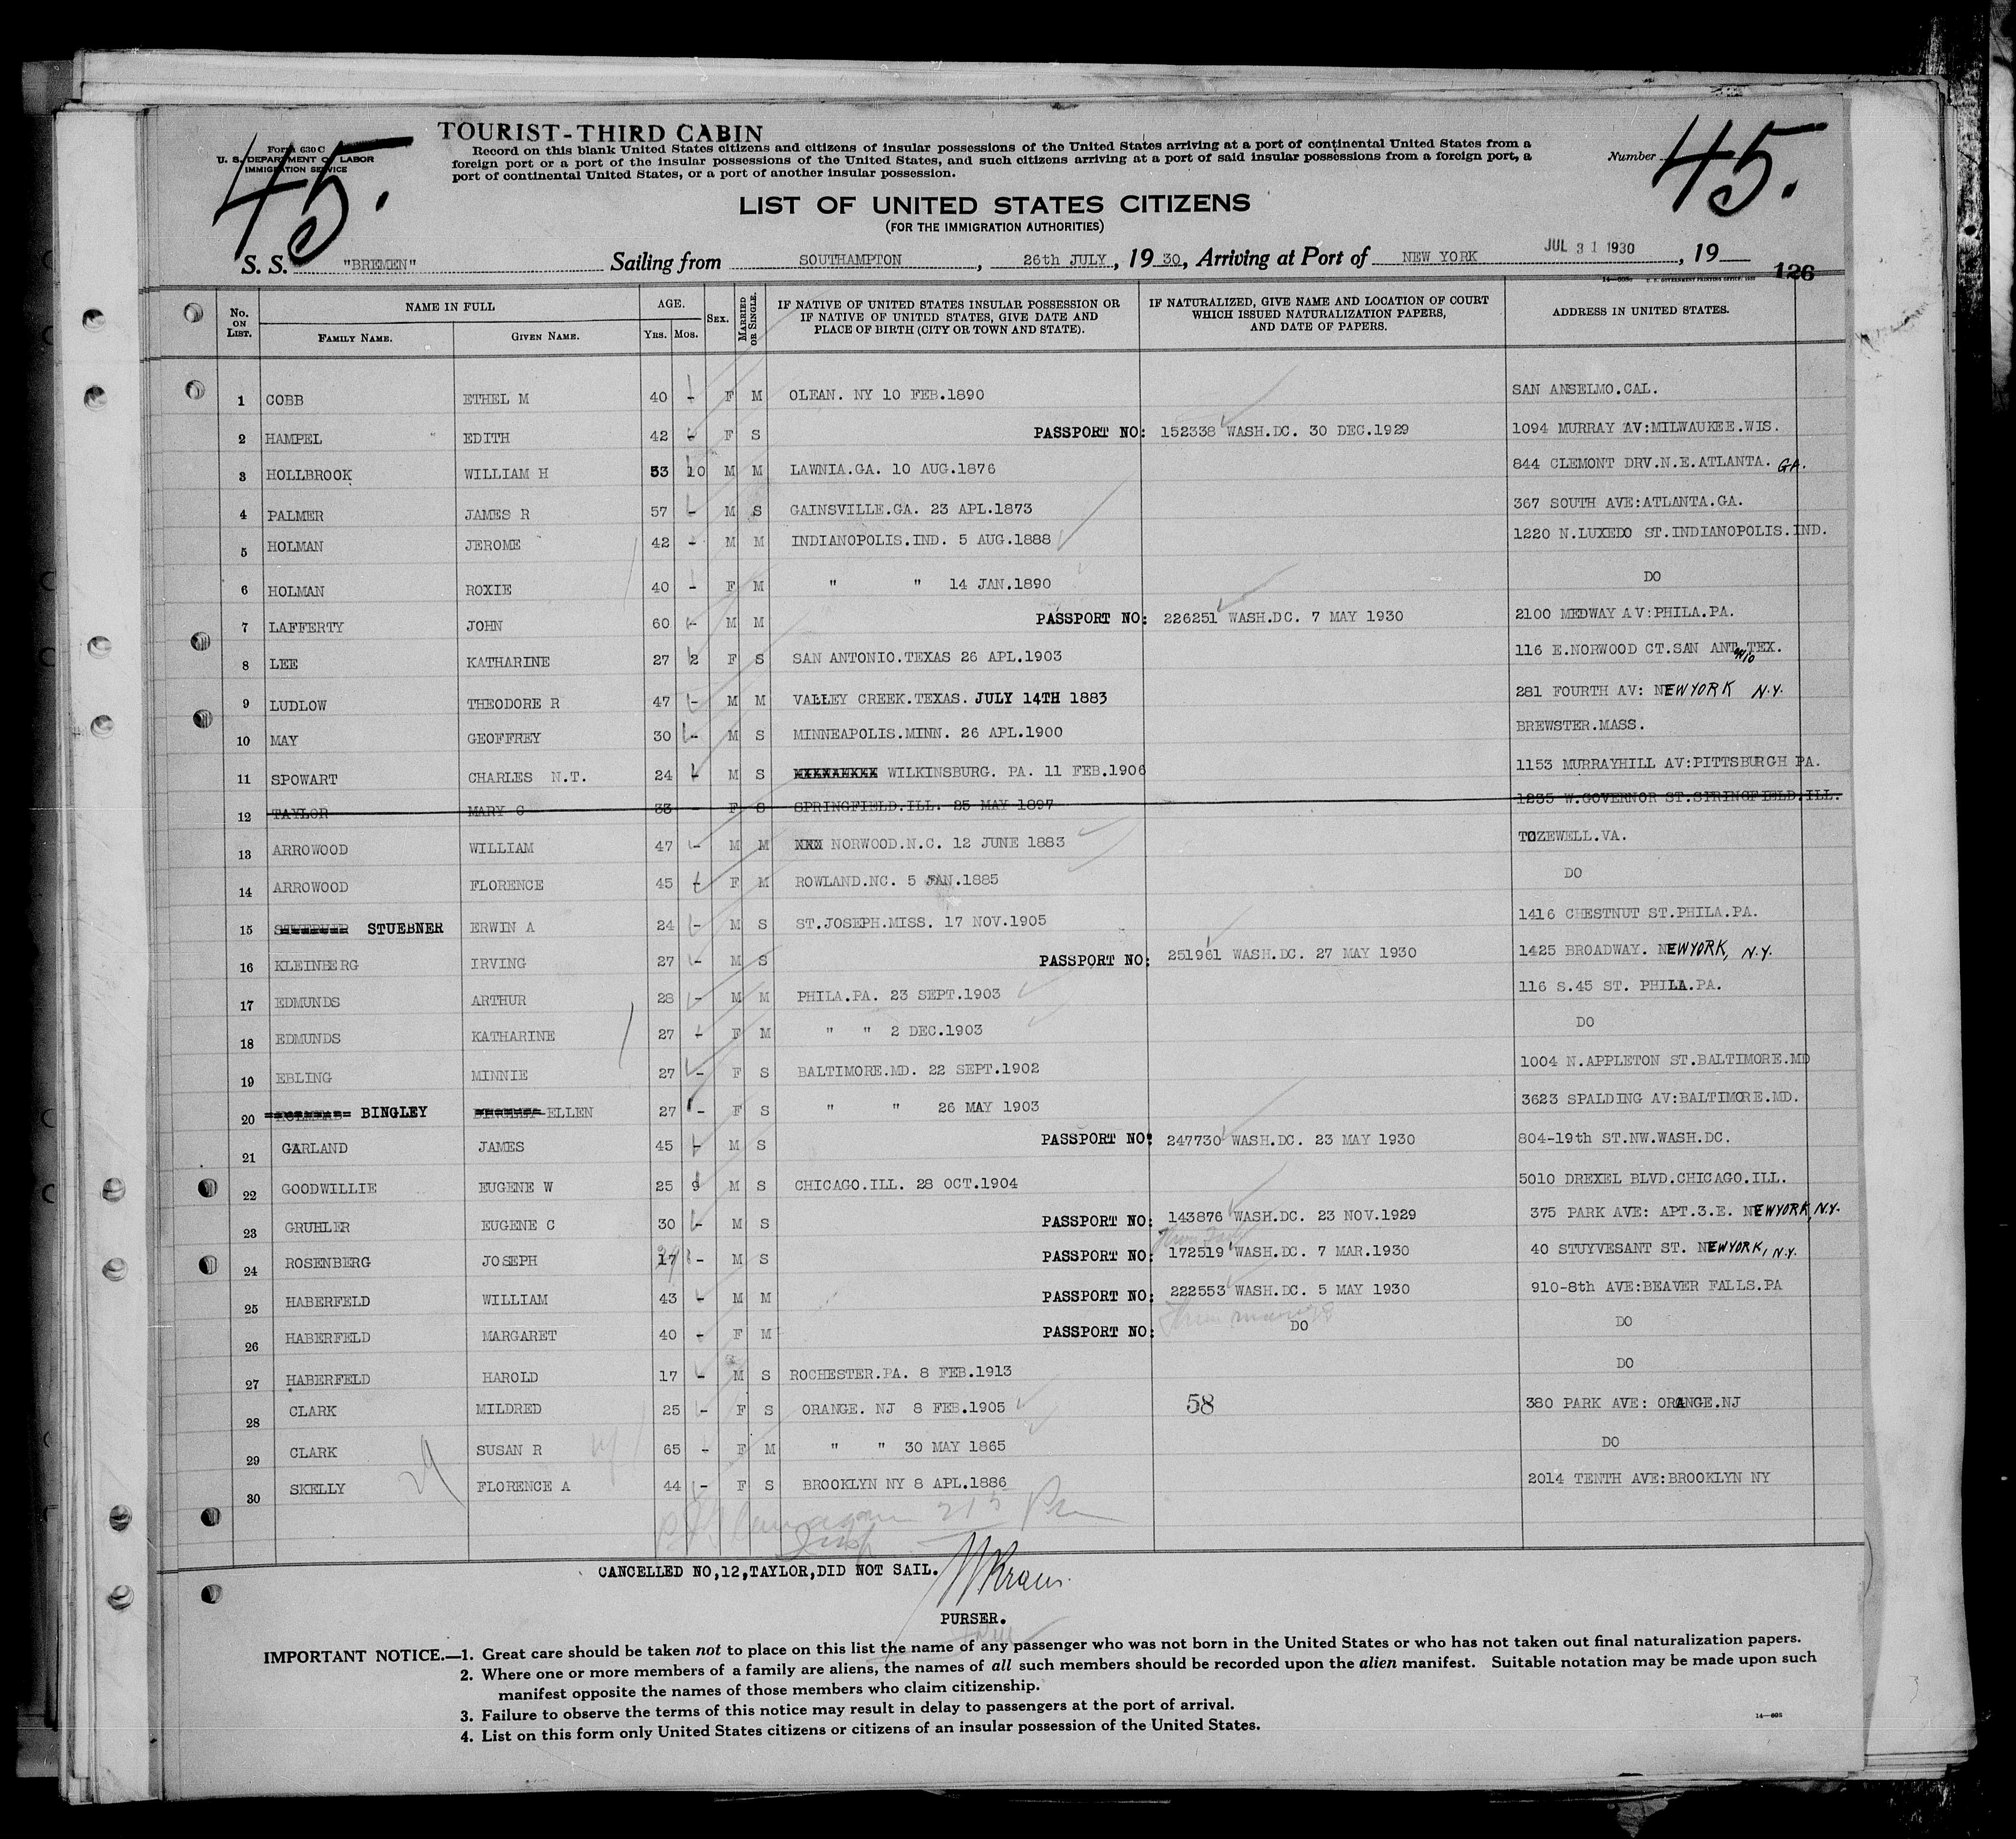 45.
45.
TOURIST-THIRD CABIN
Form 630 C
U. S. DEPARTMENT OF LABOR
IMMIGRATION SERVICE
Record on this blank United States citizens and citizens of insular possessions of the United States arriving at a port of continental United States from a
foreign port or a port of the insular possessions of the United States, and such citizens arriving at a port of said insular possessions from a foreign port, a
port of continental United States, or a port of another insular possession.
Number
LIST OF UNITED STATES CITIZENS
(FOR THE IMMIGRATION AUTHORITIES)
S. S. "BREMEN" Sailing from SOUTHAMPTON, 26th JULY, 1930, Arriving at Port of NEW YORK JUL 31 1930, 19
126
No. ON LIST. NAME IN FULL FAMILY NAME. GIVEN NAME. AGE. YRS. MOS. SEX. MARRIED OR SINGLE. IF NATIVE OF UNITED STATES INSULAR POSSESSION OR IF NATIVE OF UNITED STATES, GIVE DATE AND PLACE OF BIRTH (CITY OR TOWN AND STATE). IF NATURALIZED, GIVE NAME AND LOCATION OF COURT WHICH ISSUED NATURALIZATION PAPERS, AND DATE OF PAPERS. ADDRESS IN UNITED STATES.
1 COBB ETHEL M 40 - F M OLEAN. NY 10 FEB.1890 SAN ANSELMO.CAL.
2 HAMPEL EDITH 42 - F S PASSPORT NO: 152338 WASH.DC. 30 DEC.1929 1094 MURRAY AV:MILWAUKEE.WIS.
3 HOLLBROOK WILLIAM H 53 10 M M LAWNIA.GA. 10 AUG.1876 844 CLEMONT DRV.N.E.ATLANTA. GA.
4 PALMER JAMES R 57 - M S GAINSVILLE.GA. 23 APL.1873 367 SOUTH AVE:ATLANTA.GA.
5 HOLMAN JEROME 42 - M M INDIANOPOLIS.IND. 5 AUG.1888 1220 N.LUXEDO ST.INDIANOPOLIS.IND.
6 HOLMAN ROXIE 40 - F M " " 14 JAN.1890 DO
7 LAFFERTY JOHN 60 - M M PASSPORT NO: 226251 WASH.DC. 7 MAY 1930 2100 MEDWAY AV:PHILA.PA.
8 LEE KATHARINE 27 2 F S SAN ANTONIO.TEXAS 26 APL.1903 116 E.NORWOOD CT.SAN ANTonio TEX.
9 LUDLOW THEODORE R 47 - M M VALLEY CREEK.TEXAS. JULY 14TH 1883 281 FOURTH AV: NEWYORK N.Y.
10 MAY GEOFFREY 30 - M S MINNEAPOLIS.MINN. 26 APL.1900 BREWSTER.MASS.
11 SPOWART CHARLES N.T. 24 - M S WILKINSBURG. PA. 11 FEB.1906 1153 MURRAYHILL AV:PITTSBURGH PA.
12 TAYLOR MARY C 33 - F S SPRINGFIELD.ILL. 25 MAY 1897 1235 W.GOVERNOR ST.SPRINGFIELD.ILL.
13 ARROWOOD WILLIAM 47 - M M XXX NORWOOD.N.C. 12 JUNE 1883 TOZEWELL.VA.
14 ARROWOOD FLORENCE 45 - F M ROWLAND.NC. 5 JAN.1885 DO
15 STUEBNER ERWIN A 24 - M S ST.JOSEPH.MISS. 17 NOV.1905 1416 CHESTNUT ST.PHILA.PA.
16 KLEINBERG IRVING 27 - M S PASSPORT NO: 251961 WASH.DC. 27 MAY 1930 1425 BROADWAY. NEWYORK, N.Y.
17 EDMUNDS ARTHUR 28 - M M PHILA.PA. 23 SEPT.1903 116 S.45 ST. PHILA.PA.
18 EDMUNDS KATHARINE 27 - F M " " 2 DEC.1903 DO
19 EBLING MINNIE 27 - F S BALTIMORE.MD. 22 SEPT.1902 1004 N.APPLETON ST.BALTIMORE.MD
20 BINGLEY ELLEN 27 - F S " " 26 MAY 1903 3623 SPALDING AV:BALTIMORE.MD.
21 GARLAND JAMES 45 - M S PASSPORT NO: 247730 WASH.DC. 23 MAY 1930 804-19th ST.NW.WASH.DC.
22 GOODWILLIE EUGENE W 25 9 M S CHICAGO.ILL. 28 OCT.1904 5010 DREXEL BLVD.CHICAGO.ILL.
23 GRUHLER EUGENE C 30 - M S PASSPORT NO: 143876 WASH.DC. 23 NOV.1929 375 PARK AVE: APT.3.E. NEWYORK, N.Y.
24 ROSENBERG JOSEPH 17 - M S PASSPORT NO: 172519 WASH.DC. 7 MAR.1930 40 STUYVESANT ST. NEWYORK, N.Y.
25 HABERFELD WILLIAM 43 - M M PASSPORT NO: 222553 WASH.DC. 5 MAY 1930 910-8th AVE:BEAVER FALLS.PA
26 HABERFELD MARGARET 40 - F M PASSPORT NO: DO DO
27 HABERFELD HAROLD 17 - M S ROCHESTER.PA. 8 FEB.1913 DO
28 CLARK MILDRED 25 - F S ORANGE. NJ 8 FEB.1905 58 380 PARK AVE: ORANGE.NJ
29 CLARK SUSAN R 65 - F M " " 30 MAY 1865 DO
30 SKELLY FLORENCE A 44 - F S BROOKLYN NY 8 APL.1886 2014 TENTH AVE:BROOKLYN NY
29
CANCELLED NO,12,TAYLOR,DID NOT SAIL.
PURSER.
IMPORTANT NOTICE.—1. Great care should be taken not to place on this list the name of any passenger who was not born in the United States or who has not taken out final naturalization papers.
2. Where one or more members of a family are aliens, the names of all such members should be recorded upon the alien manifest. Suitable notation may be made upon such
manifest opposite the names of those members who claim citizenship.
3. Failure to observe the terms of this notice may result in delay to passengers at the port of arrival.
4. List on this form only United States citizens or citizens of an insular possession of the United States.